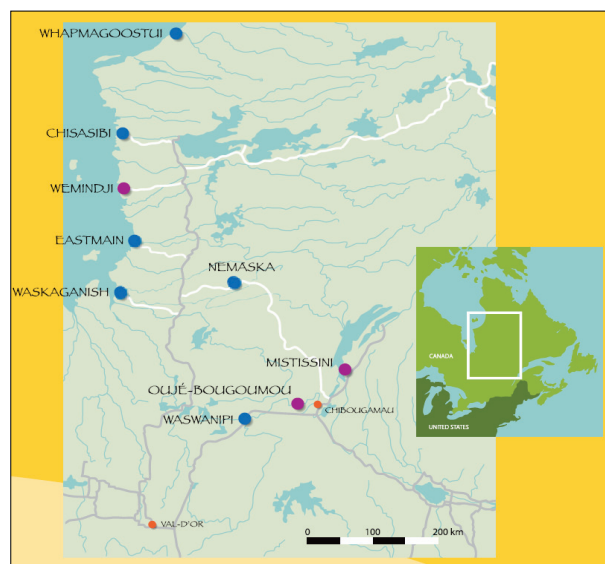 WHAPMAGOOSTUI
CHISASIBI
WEMINDJI
EASTMAIN
NEMASKA
WASKAGANISH
MISTISSINI
OUJÉ-BOUGOUMOU
CHIBOUGAMAU
WASWANIPI
VAL-D'OR
0 100 200 km
CANADA
UNITED STATES